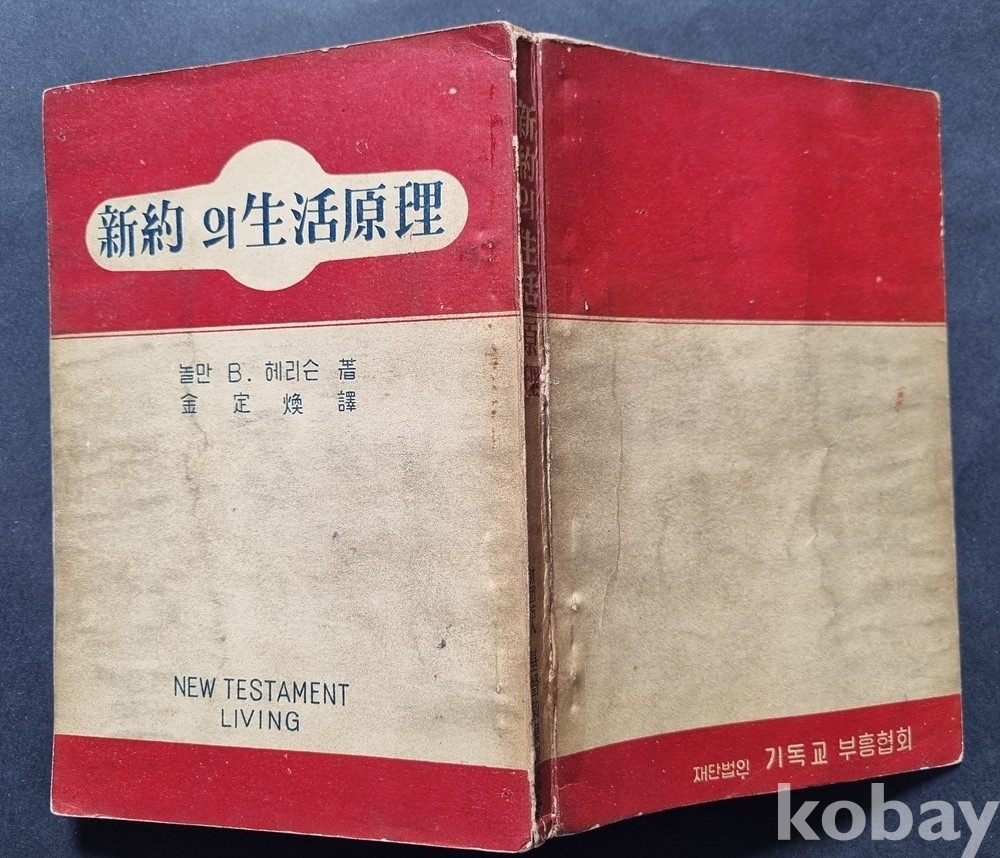 新約의生活原理
놀만 B. 헤리슨 著
金定煥 譯
NEW TESTAMENT
LIVING
新約의 生活原理
재단법인 기독교 부흥협회
kobay